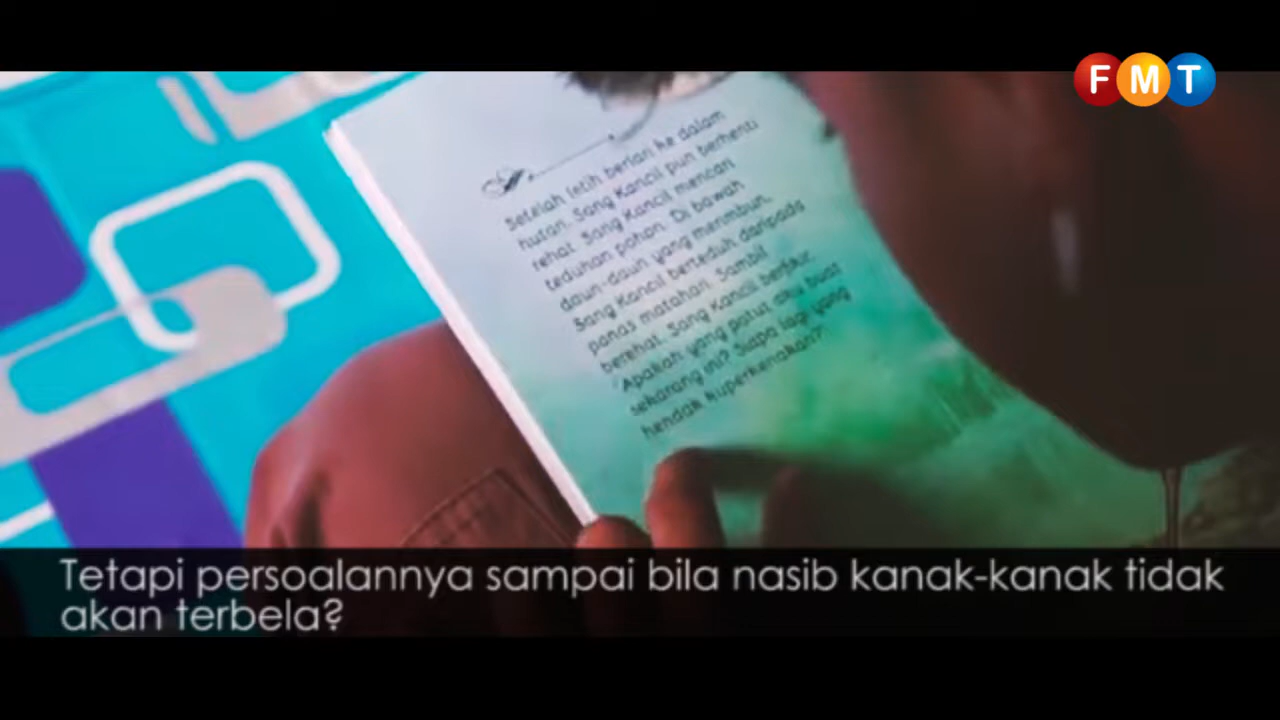 FMT
Setelah letih berlari ke dalam
hutan, Sang Kancil pun berhenti
rehat. Sang Kancil mencari
teduhan pohon. Di bawah
daun-daun yang merimbun,
Sang Kancil berteduh daripada
panas matahari. Sambil
berehat, Sang Kancil berfikir.
"Apakah yang patut aku buat
sekarang ini? Siapa lagi yang
hendak kuperkenakan?"
Tetapi persoalannya sampai bila nasib kanak-kanak tidak
akan terbela?